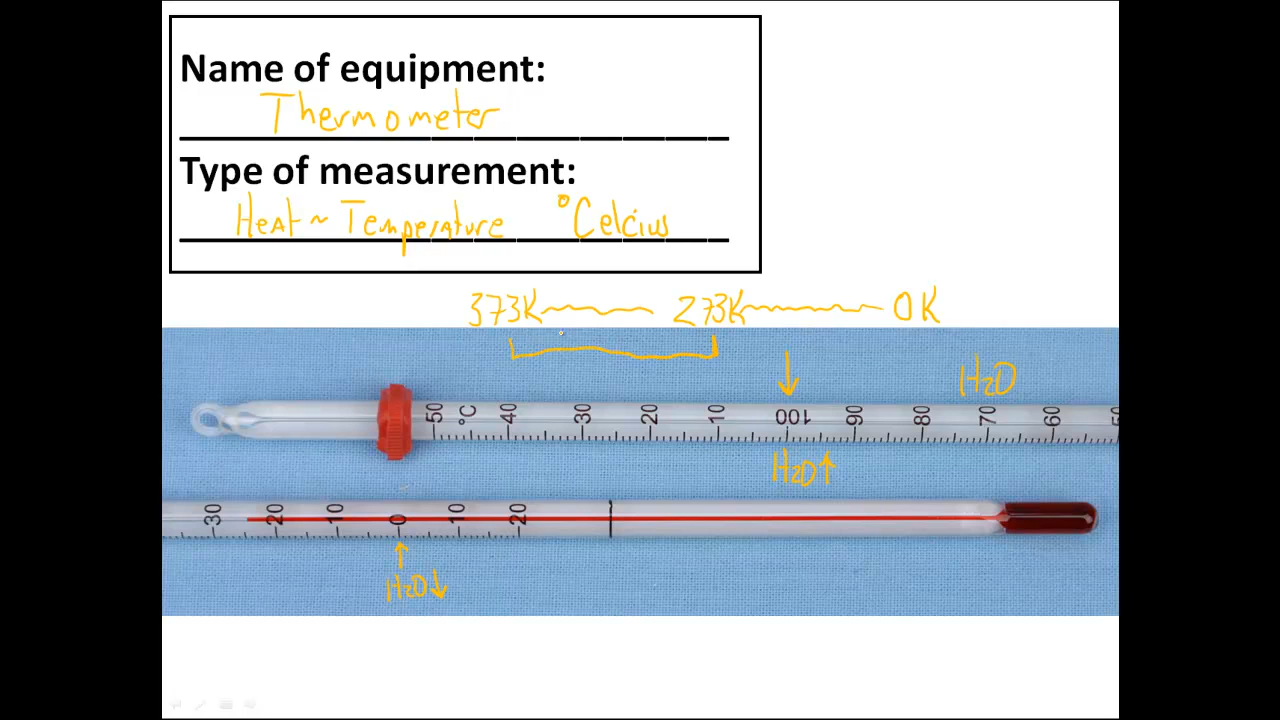 Name of equipment:
Thermometer
Type of measurement:
Heat ~ Temperature °Celcius
373K 273K 0K
H2O
50 °C 40 30 20 10 100 90 80 70 60
H2O↑
30 20 10 0 10 20
H2O↓